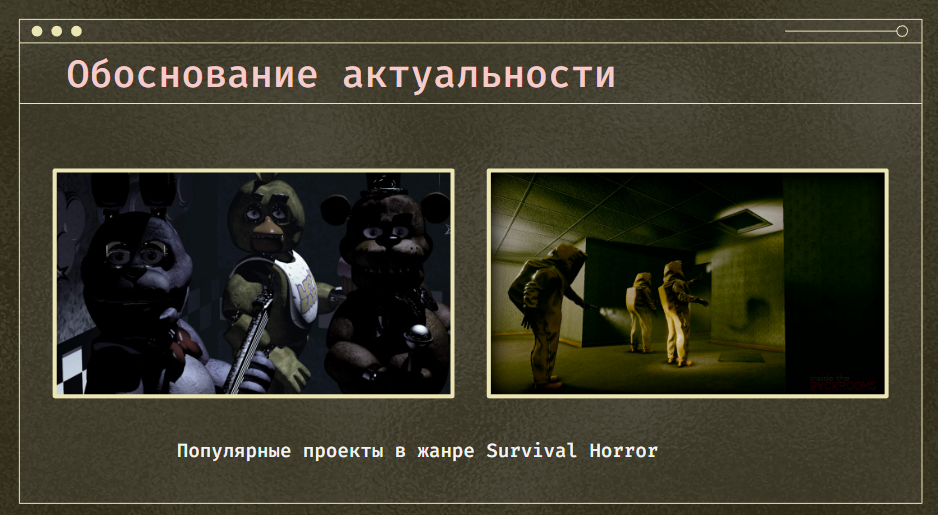 Обоснование актуальности
Популярные проекты в жанре Survival Horror